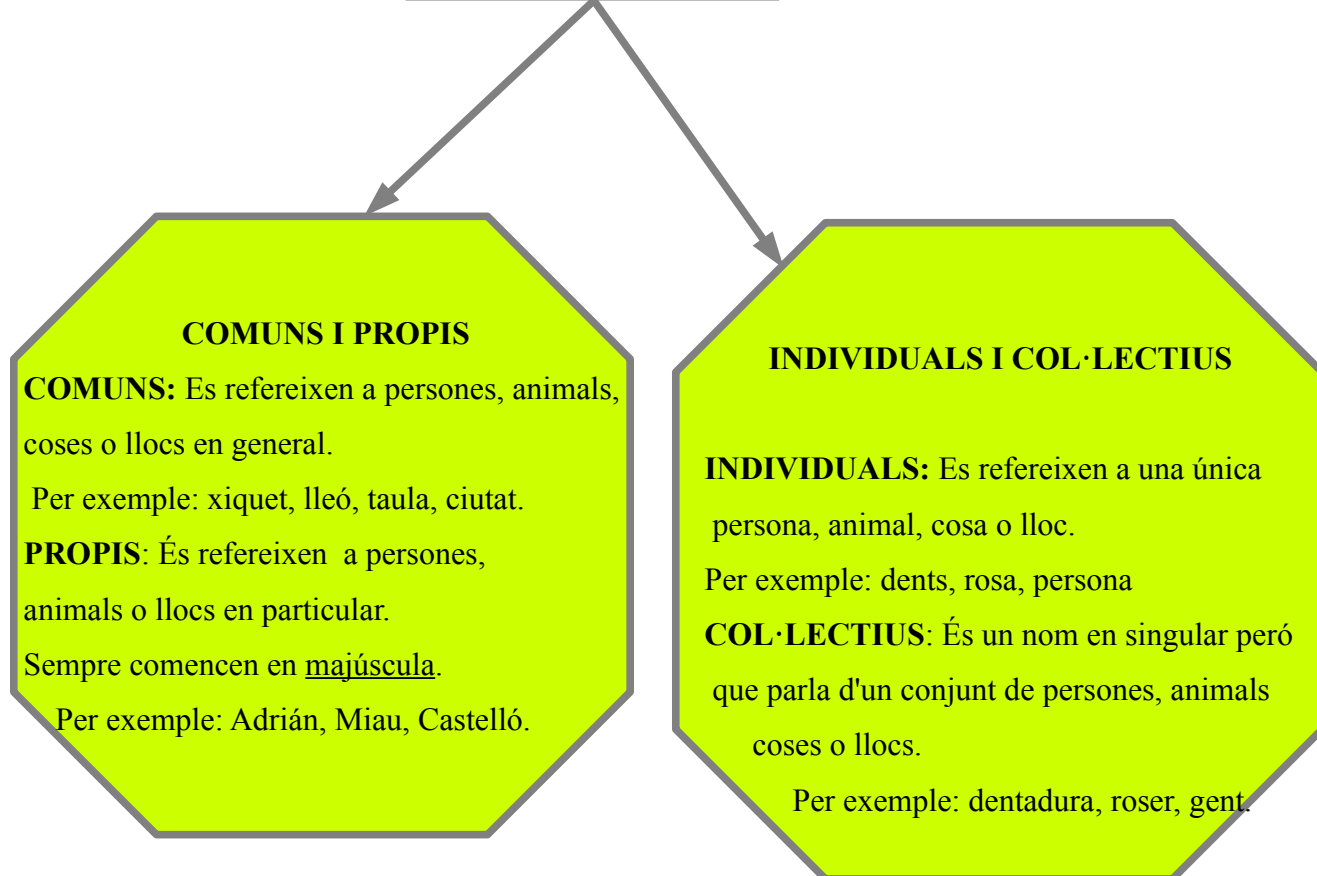 COMUNS I PROPIS
COMUNS: Es refereixen a persones, animals,
coses o llocs en general.
Per exemple: xiquet, lleó, taula, ciutat.
PROPIS: És refereixen a persones,
animals o llocs en particular.
Sempre comencen en majúscula.
Per exemple: Adrián, Miau, Castelló.
INDIVIDUALS I COL·LECTIUS
INDIVIDUALS: Es refereixen a una única
persona, animal, cosa o lloc.
Per exemple: dents, rosa, persona
COL·LECTIUS: És un nom en singular peró
que parla d'un conjunt de persones, animals
coses o llocs.
Per exemple: dentadura, roser, gent.